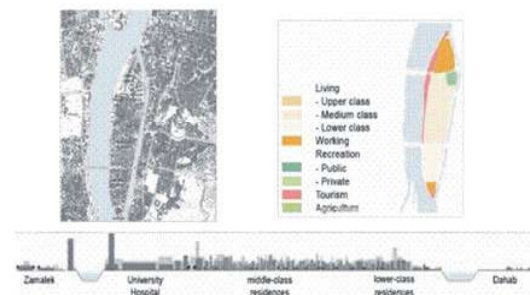 Living
- Upper class
- Medium class
- Lower class
Working
Recreation
- Public
- Private
Tourism
Agriculture
Zamalek
University
Hospital
middle-class
residences
lower-class
residences
Dahab